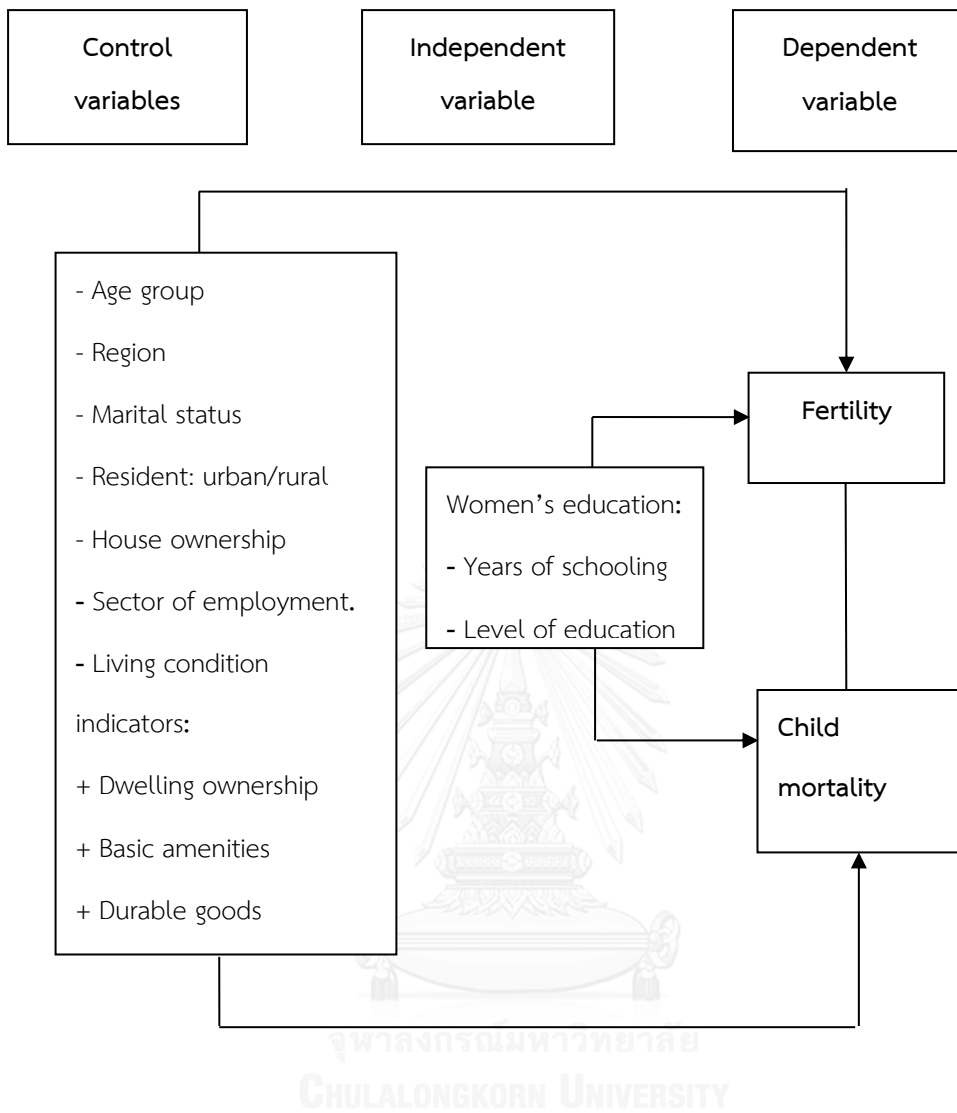 Control
variables
Independent
variable
Dependent
variable
- Age group
- Region
- Marital status
- Resident: urban/rural
- House ownership
- Sector of employment.
- Living condition
indicators:
+ Dwelling ownership
+ Basic amenities
+ Durable goods
Women’s education:
- Years of schooling
- Level of education
Fertility
Child
mortality
จุฬาลงกรณ์มหาวิทยาลัย
CHULALONGKORN UNIVERSITY